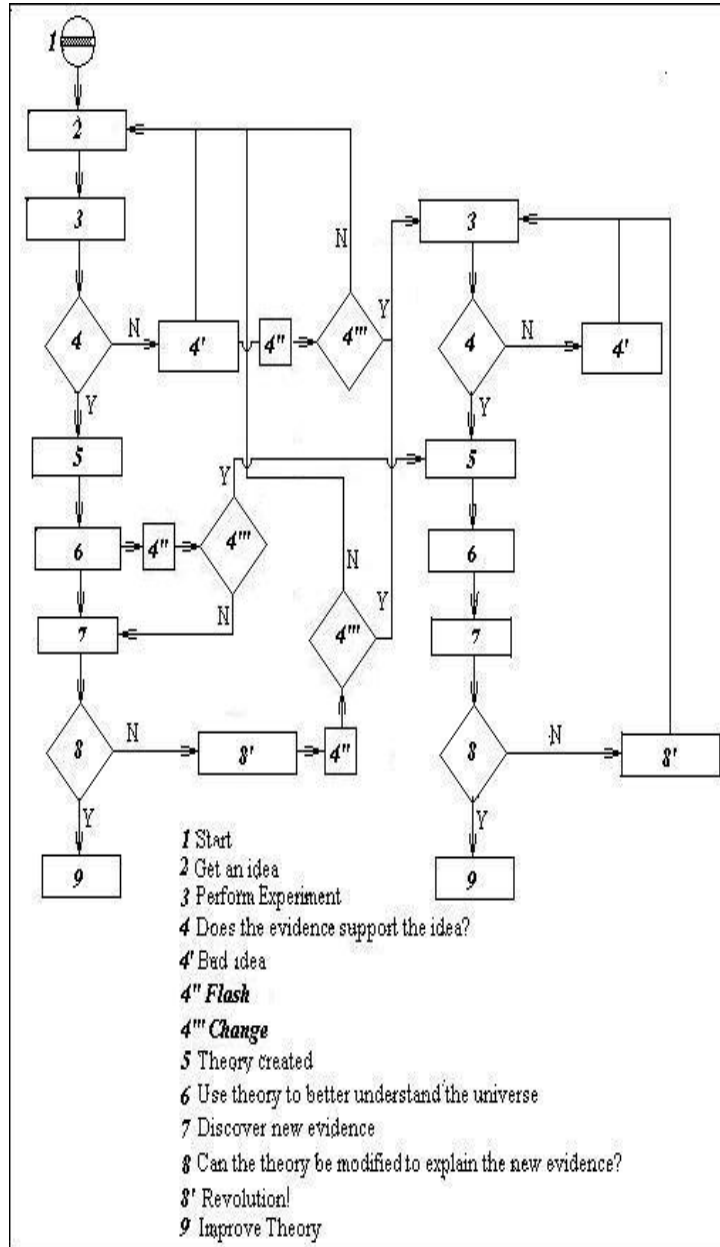 1
2
3
3
N
N
Y
4
N
4'
4"
4'''
4
N
4'
Y
Y
5
Y
5
6
4"
4'''
6
N
N
Y
7
4'''
7
8
N
8'
4"
8
N
8'
Y
Y
9
9
1 Start
2 Get an idea
3 Perform Experiment
4 Does the evidence support the idea?
4' Bad idea
4" Flash
4''' Change
5 Theory created
6 Use theory to better understand the universe
7 Discover new evidence
8 Can the theory be modified to explain the new evidence?
8' Revolution!
9 Improve Theory